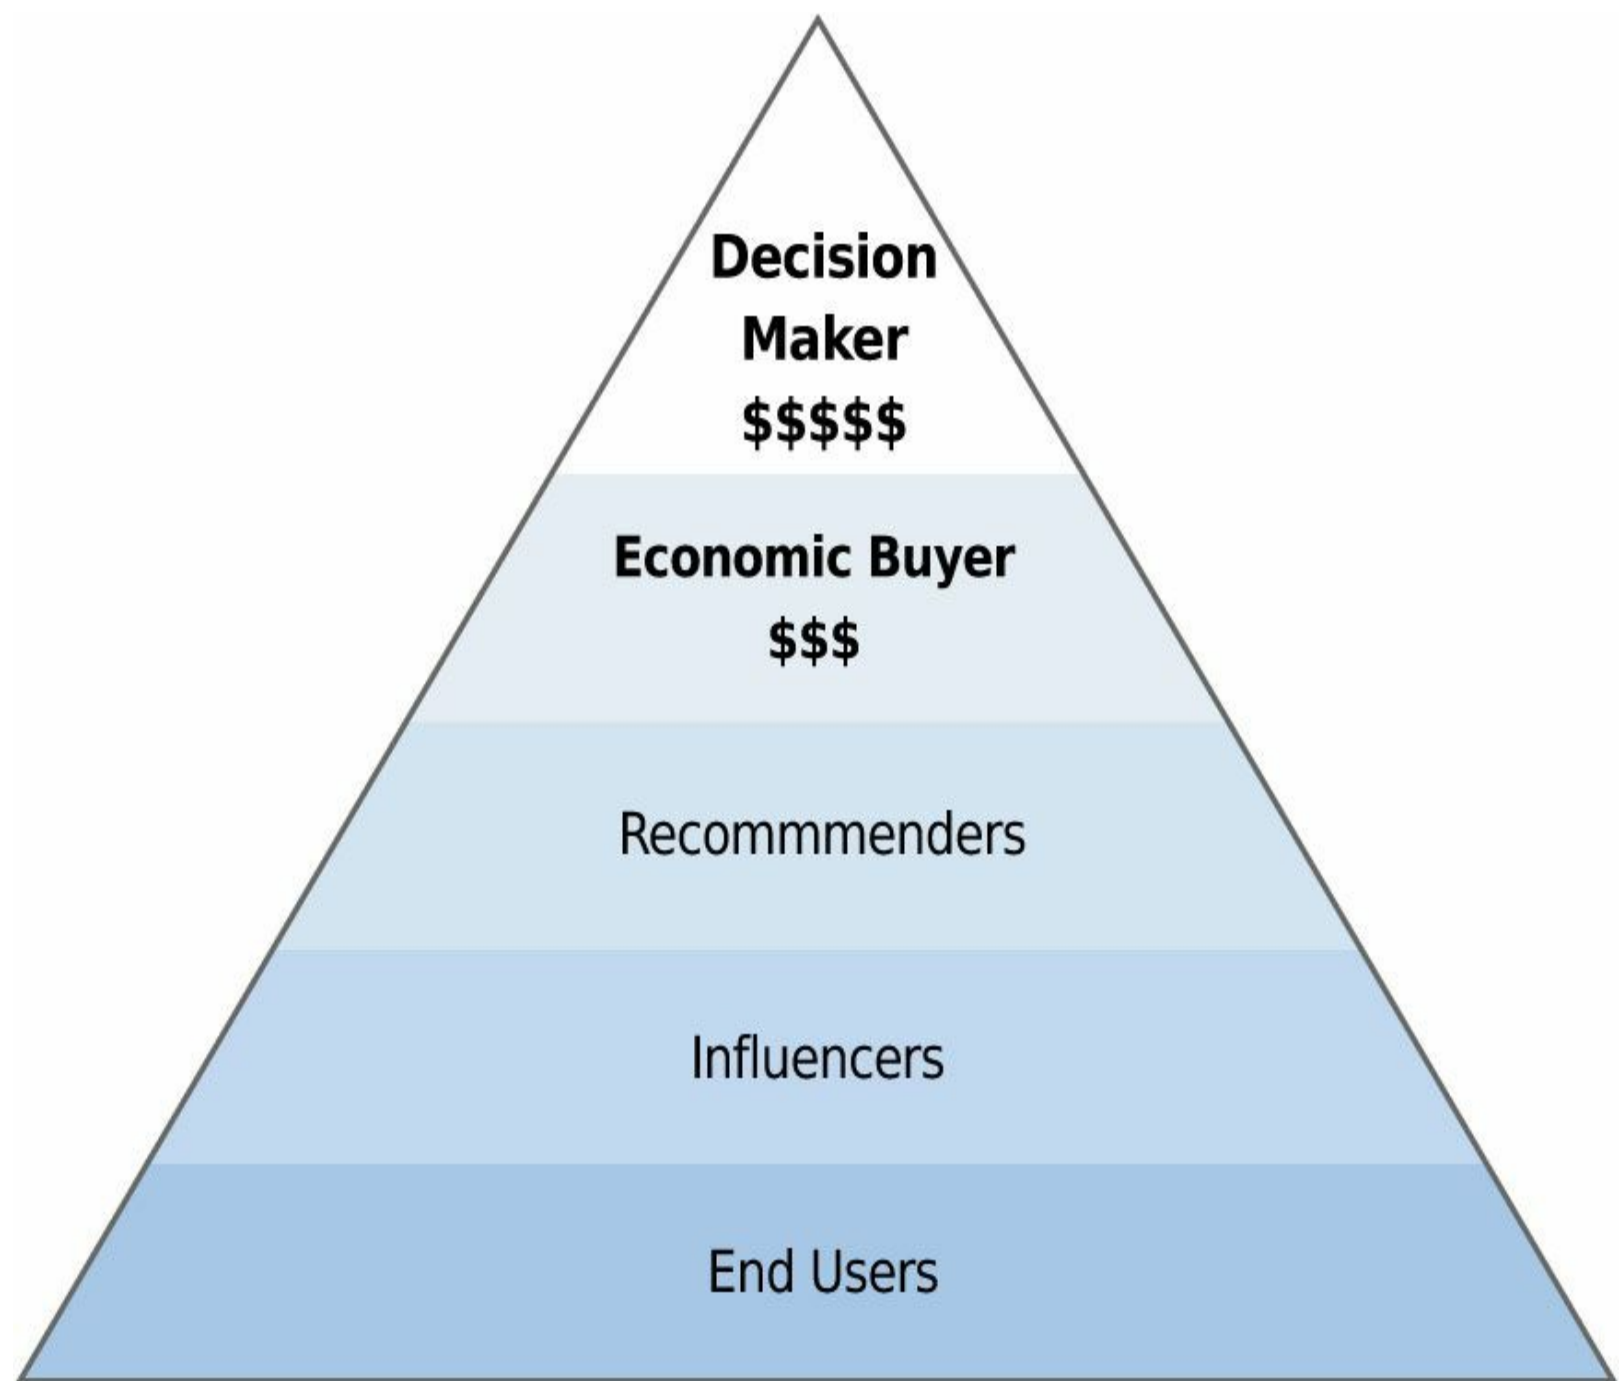 Decision
Maker
$$$$$
Economic Buyer
$$$
Recommmenders
Influencers
End Users